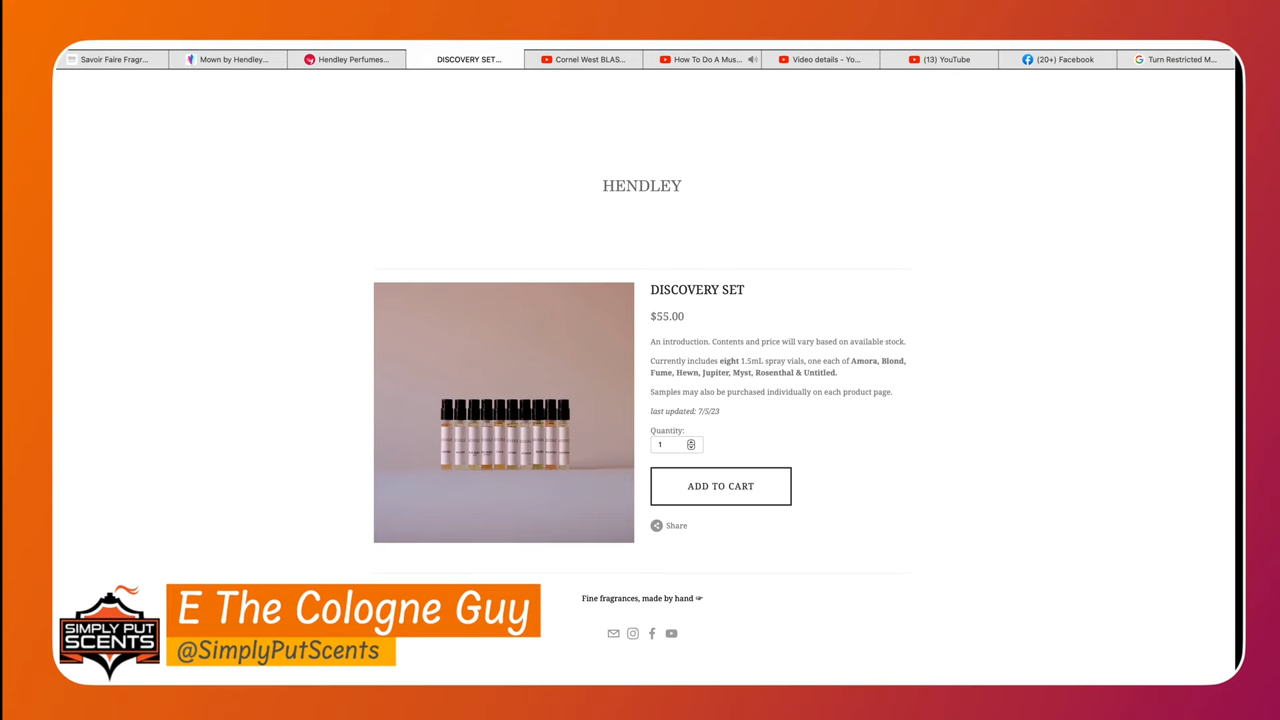 Savoir Faire Fragr...
Mown by Hendley...
Hendley Perfumes...
DISCOVERY SET...
Cornel West BLAS...
How To Do A Mus...
Video details - Yo...
(13) YouTube
(20+) Facebook
Turn Restricted M...
HENDLEY
DISCOVERY SET
$55.00
An introduction. Contents and price will vary based on available stock.
Currently includes eight 1.5mL spray vials, one each of Amora, Blond,
Fume, Hewn, Jupiter, Myst, Rosenthal & Untitled.
Samples may also be purchased individually on each product page.
last updated: 7/5/23
Quantity:
1
ADD TO CART
Share
Fine fragrances, made by hand ☞
SIMPLY PUT
SCENTS
E The Cologne Guy
@SimplyPutScents